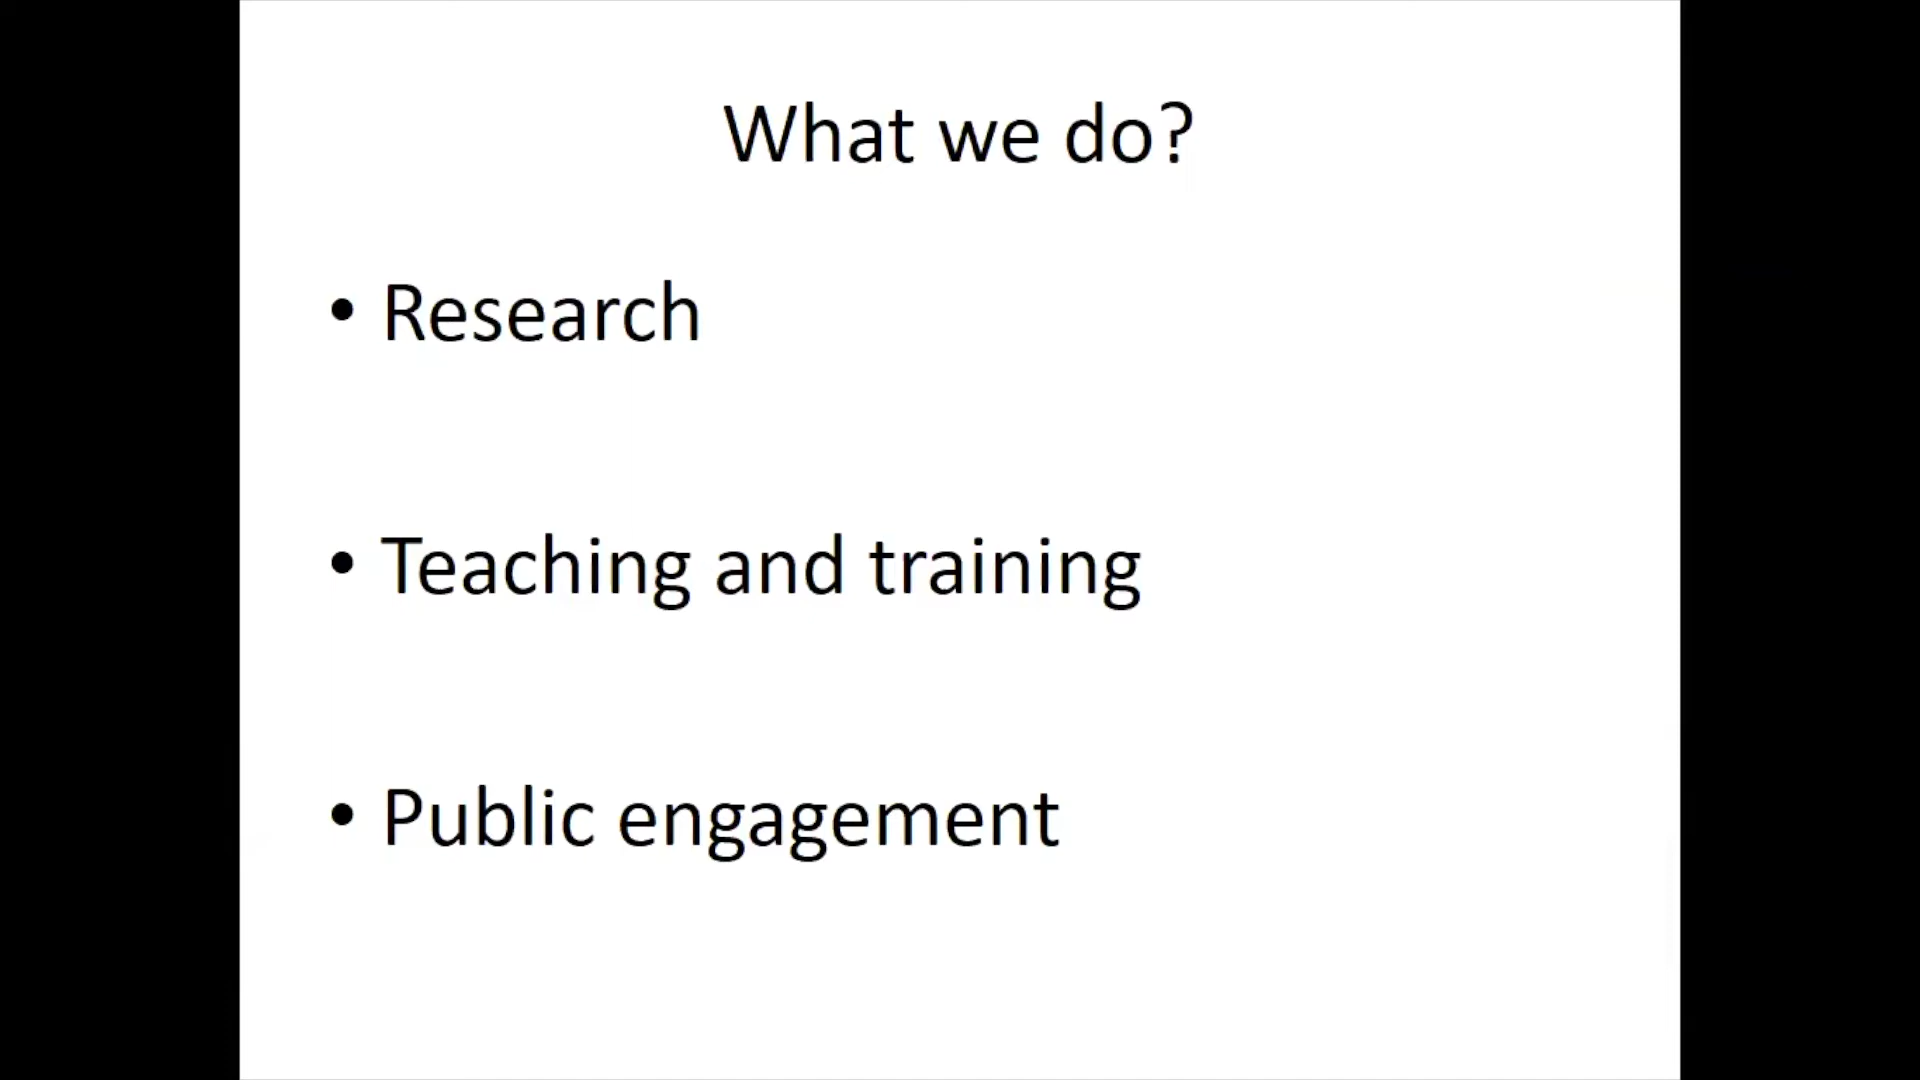 What we do?
• Research
• Teaching and training
• Public engagement